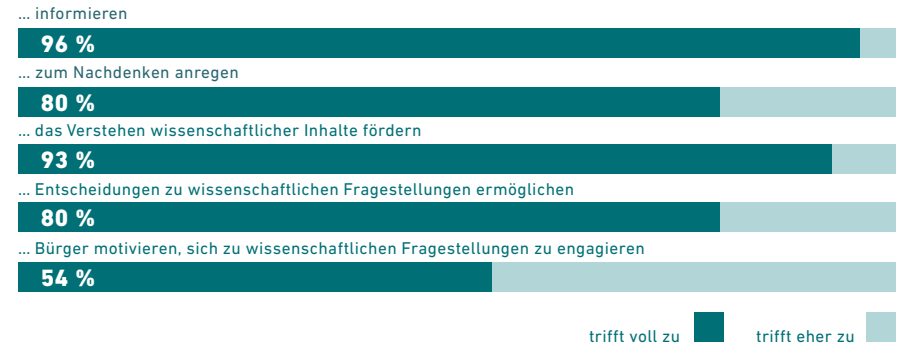 ... informieren
96 %
... zum Nachdenken anregen
80 %
... das Verstehen wissenschaftlicher Inhalte fördern
93 %
... Entscheidungen zu wissenschaftlichen Fragestellungen ermöglichen
80 %
... Bürger motivieren, sich zu wissenschaftlichen Fragestellungen zu engagieren
54 %
trifft voll zu trifft eher zu